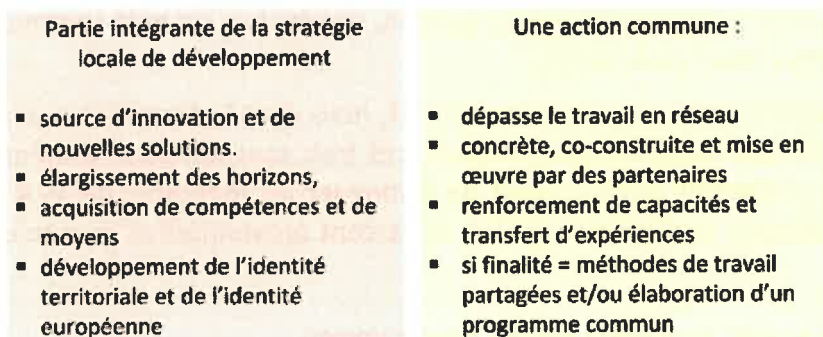 Partie intégrante de la stratégie
locale de développement
▪ source d'innovation et de
nouvelles solutions.
▪ élargissement des horizons,
▪ acquisition de compétences et de
moyens
▪ développement de l'identité
territoriale et de l'identité
européenne
Une action commune :
▪ dépasse le travail en réseau
▪ concrète, co-construite et mise en
œuvre par des partenaires
▪ renforcement de capacités et
transfert d'expériences
▪ si finalité = méthodes de travail
partagées et/ou élaboration d'un
programme commun